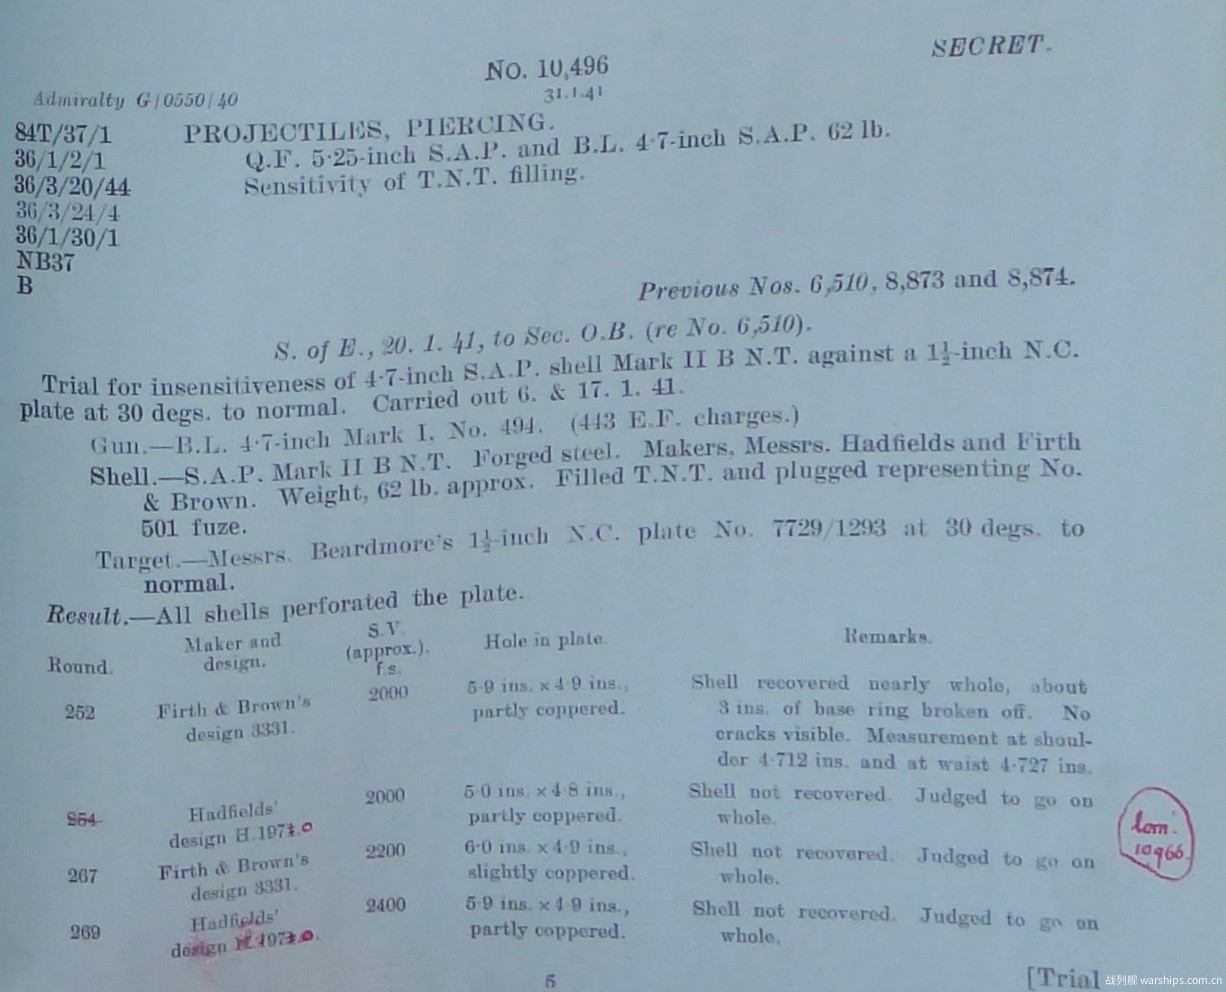 SECRET.
No. 10,496
31.1.41
Admiralty G/0550/40
84T/37/1
36/1/2/1
36/3/20/44
36/3/24/4
36/1/30/1
NB37
B
PROJECTILES, PIERCING.
Q.F. 5·25-inch S.A.P. and B.L. 4·7-inch S.A.P. 62 lb.
Sensitivity of T.N.T. filling.
Previous Nos. 6,510, 8,873 and 8,874.
S. of E., 20. 1. 41, to Sec. O.B. (re No. 6,510).
Trial for insensitiveness of 4·7-inch S.A.P. shell Mark II B N.T. against a 1½-inch N.C.
plate at 30 degs. to normal. Carried out 6. & 17. 1. 41.
Gun.—B.L. 4·7-inch Mark I, No. 494. (443 E.F. charges.)
Shell.—S.A.P. Mark II B N.T. Forged steel. Makers, Messrs. Hadfields and Firth
& Brown. Weight, 62 lb. approx. Filled T.N.T. and plugged representing No.
501 fuze.
Target.—Messrs. Beardmore's 1½-inch N.C. plate No. 7729/1293 at 30 degs. to
normal.
Result.—All shells perforated the plate.
Round.
Maker and
design.
S.V.
(approx.).
f.s.
Hole in plate.
Remarks.
252
Firth & Brown's
design 3331.
2000
5·9 ins. × 4·9 ins.,
partly coppered.
Shell recovered nearly whole, about
3 ins. of base ring broken off. No
cracks visible. Measurement at shoul-
der 4·712 ins. and at waist 4·727 ins.
254
Hadfields'
design H.197
2000
5·0 ins. × 4·8 ins.,
partly coppered.
Shell not recovered. Judged to go on
whole.
267
Firth & Brown's
design 3331.
2200
6·0 ins. × 4·9 ins.,
slightly coppered.
Shell not recovered. Judged to go on
whole.
269
Hadfields'
design H.197
2400
5·9 ins. × 4·9 ins.,
partly coppered.
Shell not recovered. Judged to go on
whole.
10966
5
[Trial
战列舰 warships.com.cn